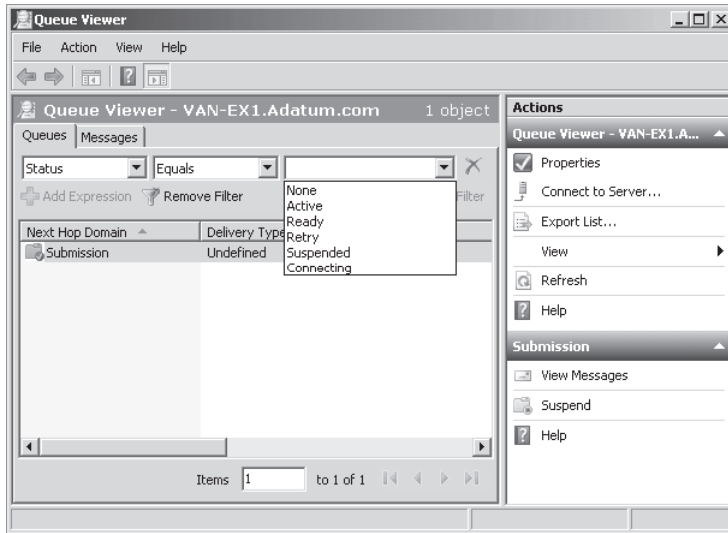 Queue Viewer
File Action View Help
Queue Viewer - VAN-EX1.Adatum.com 1 object
Queues Messages
Status Equals
Add Expression Remove Filter Filter
None
Active
Ready
Retry
Suspended
Connecting
Next Hop Domain Delivery Type
Submission Undefined
Items 1 to 1 of 1
Actions
Queue Viewer - VAN-EX1.A...
Properties
Connect to Server...
Export List...
View
Refresh
Help
Submission
View Messages
Suspend
Help